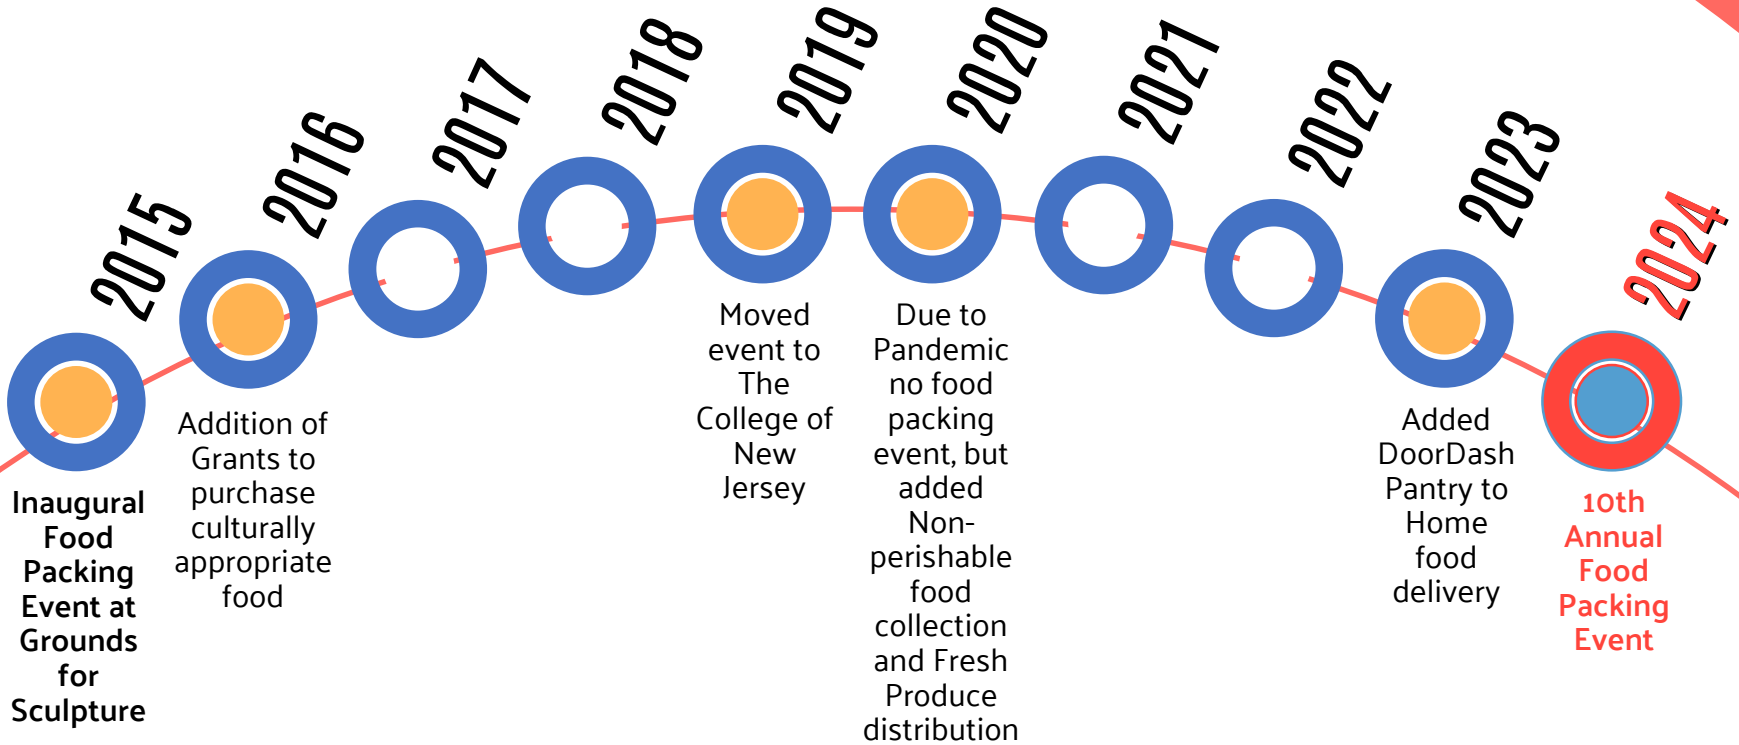 2015
2016
2017
2018
2019
2020
2021
2022
2023
2024
Inaugural
Food
Packing
Event at
Grounds
for
Sculpture
Addition of
Grants to
purchase
culturally
appropriate
food
Moved
event to
The
College of
New
Jersey
Due to
Pandemic
no food
packing
event, but
added
Non-
perishable
food
collection
and Fresh
Produce
distribution
Added
DoorDash
Pantry to
Home
food
delivery
10th
Annual
Food
Packing
Event